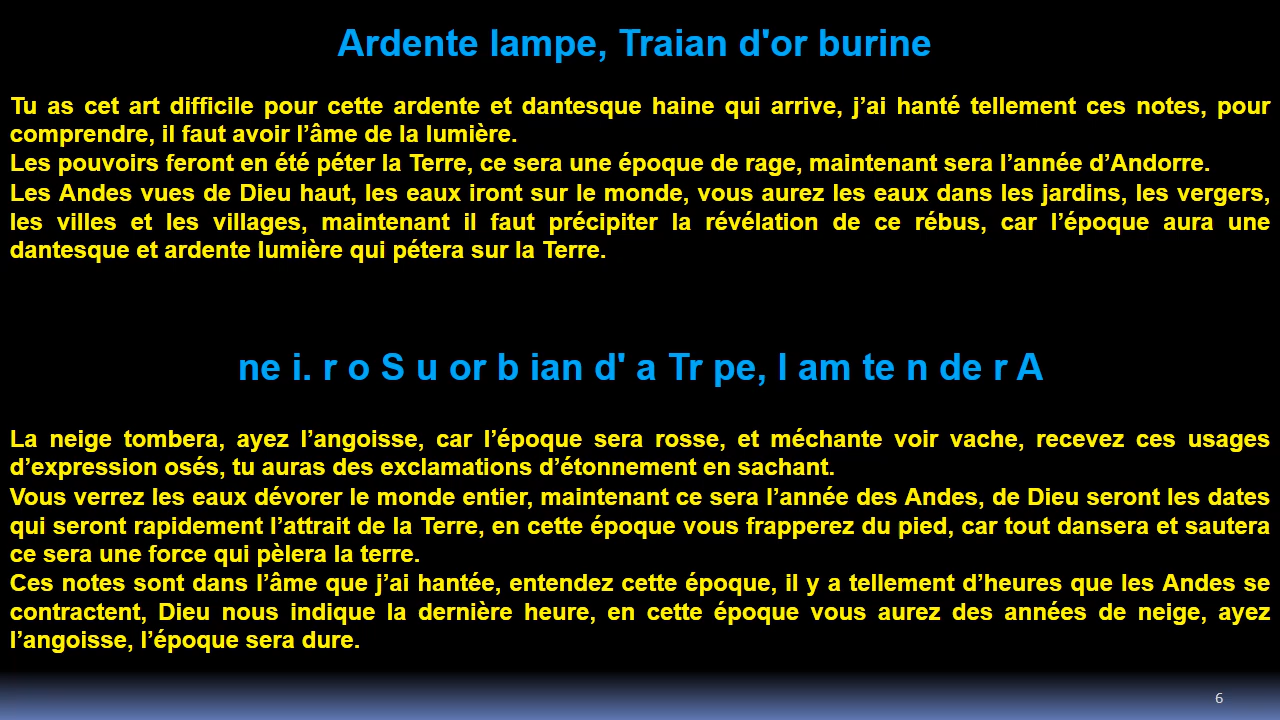 Ardente lampe, Traian d'or burine
Tu as cet art difficile pour cette ardente et dantesque haine qui arrive, j’ai hanté tellement ces notes, pour
comprendre, il faut avoir l’âme de la lumière.
Les pouvoirs feront en été péter la Terre, ce sera une époque de rage, maintenant sera l’année d’Andorre.
Les Andes vues de Dieu haut, les eaux iront sur le monde, vous aurez les eaux dans les jardins, les vergers,
les villes et les villages, maintenant il faut précipiter la révélation de ce rébus, car l’époque aura une
dantesque et ardente lumière qui pétera sur la Terre.
ne i. r o S u or b ian d' a Tr pe, l am te n de r A
La neige tombera, ayez l’angoisse, car l’époque sera rosse, et méchante voir vache, recevez ces usages
d’expression osés, tu auras des exclamations d’étonnement en sachant.
Vous verrez les eaux dévorer le monde entier, maintenant ce sera l’année des Andes, de Dieu seront les dates
qui seront rapidement l’attrait de la Terre, en cette époque vous frapperez du pied, car tout dansera et sautera
ce sera une force qui pèlera la terre.
Ces notes sont dans l’âme que j’ai hantée, entendez cette époque, il y a tellement d’heures que les Andes se
contractent, Dieu nous indique la dernière heure, en cette époque vous aurez des années de neige, ayez
l’angoisse, l’époque sera dure.
6